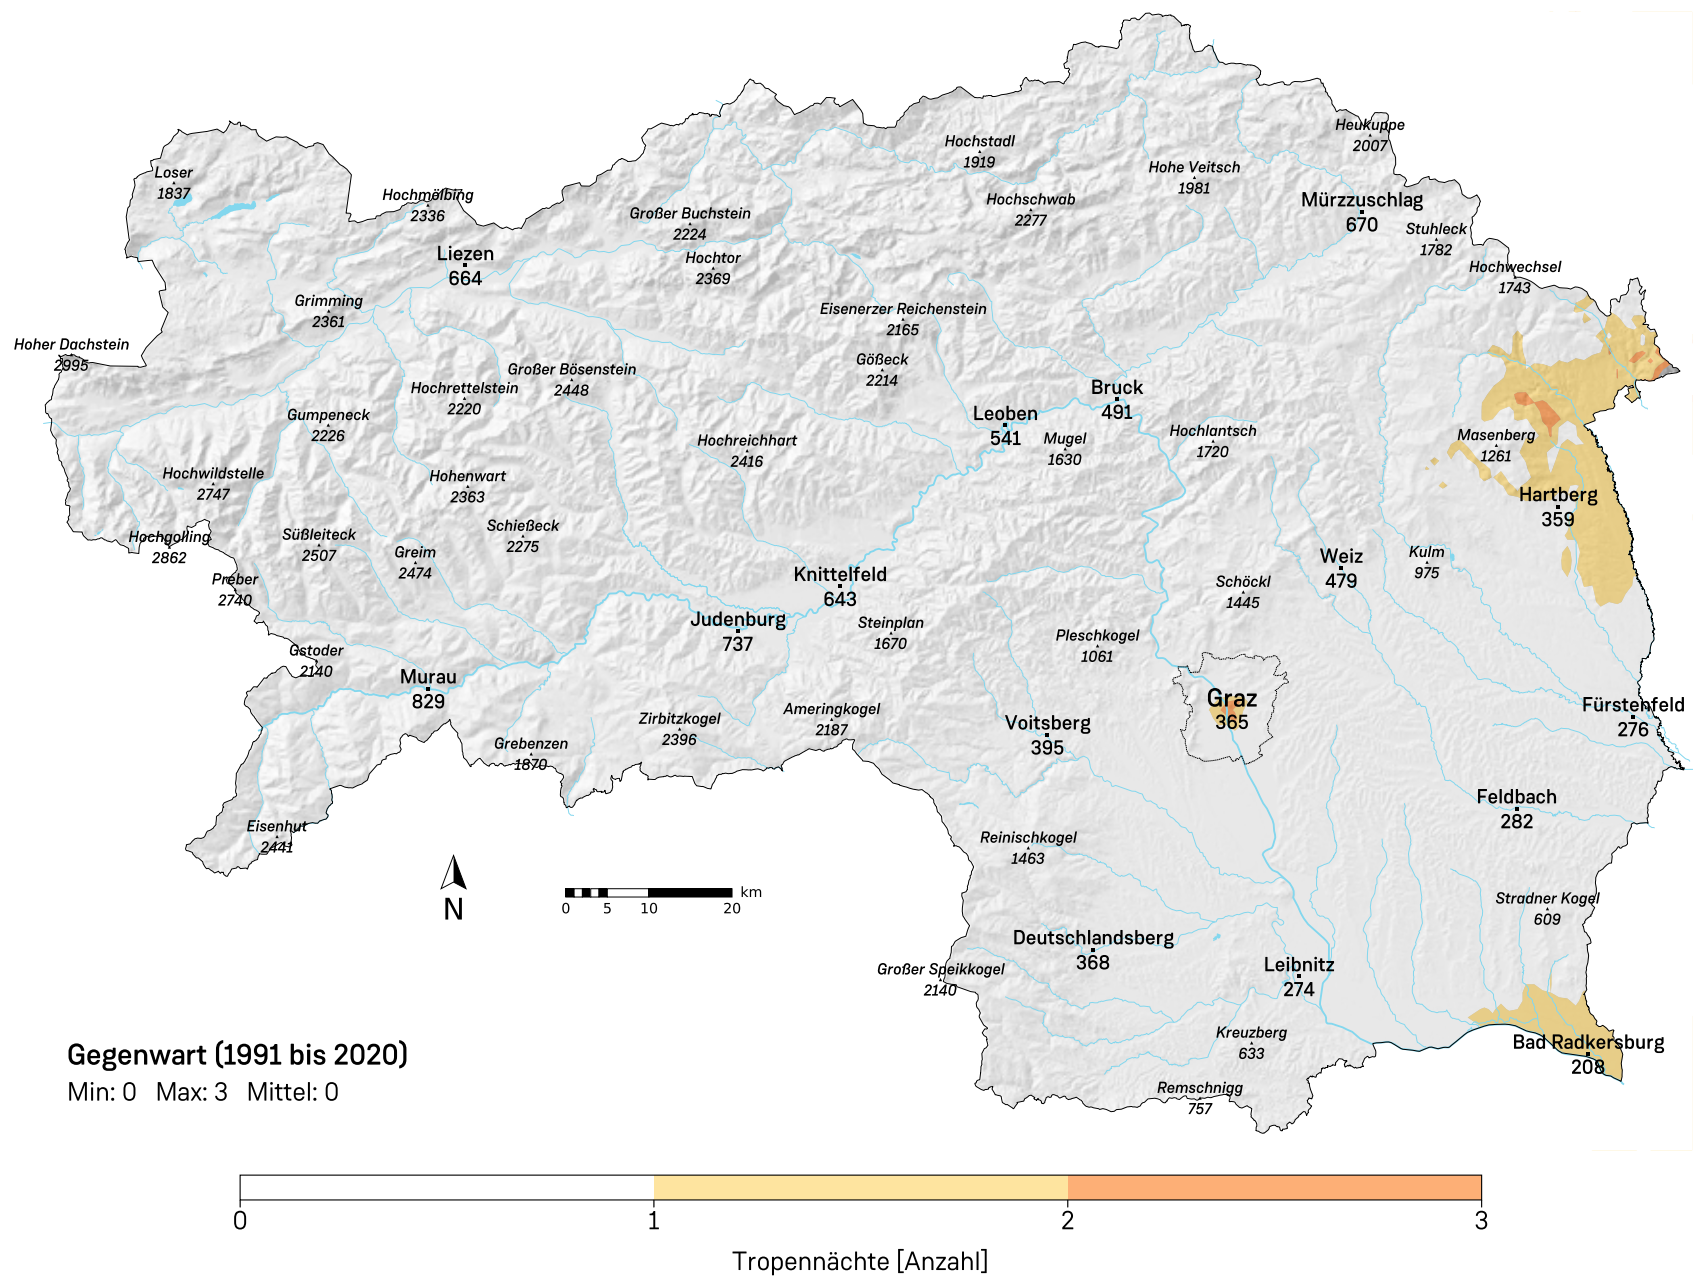 Heukuppe
2007
Hochstadl
1919
Hohe Veitsch
1981
Loser
1837
Hochmölbing
2336
Hochschwab
2277
Mürzzuschlag
670
Großer Buchstein
2224
Stuhleck
1782
Liezen
664
Hochtor
2369
Hochwechsel
1743
Grimming
2361
Eisenerzer Reichenstein
2165
Hoher Dachstein
2995
Gößeck
2214
Großer Bösenstein
2448
Hochrettelstein
2220
Bruck
491
Gumpeneck
2226
Leoben
541
Mugel
1630
Hochlantsch
1720
Masenberg
1261
Hochreichhart
2416
Hochwildstelle
2747
Hohenwart
2363
Hartberg
359
Schießeck
2275
Süßleiteck
2507
Hochgolling
2862
Greim
2474
Weiz
479
Kulm
975
Knittelfeld
643
Preber
2740
Schöckl
1445
Judenburg
737
Steinplan
1670
Pleschkogel
1061
Gstoder
2140
Murau
829
Graz
365
Fürstenfeld
276
Zirbitzkogel
2396
Ameringkogel
2187
Voitsberg
395
Grebenzen
1870
Feldbach
282
Eisenhut
2441
Reinischkogel
1463
N
km
0 5 10 20
Stradner Kogel
609
Deutschlandsberg
368
Großer Speikkogel
2140
Leibnitz
274
Kreuzberg
633
Bad Radkersburg
208
Remschnigg
757
Gegenwart (1991 bis 2020)
Min: 0 Max: 3 Mittel: 0
0 1 2 3
Tropennächte [Anzahl]